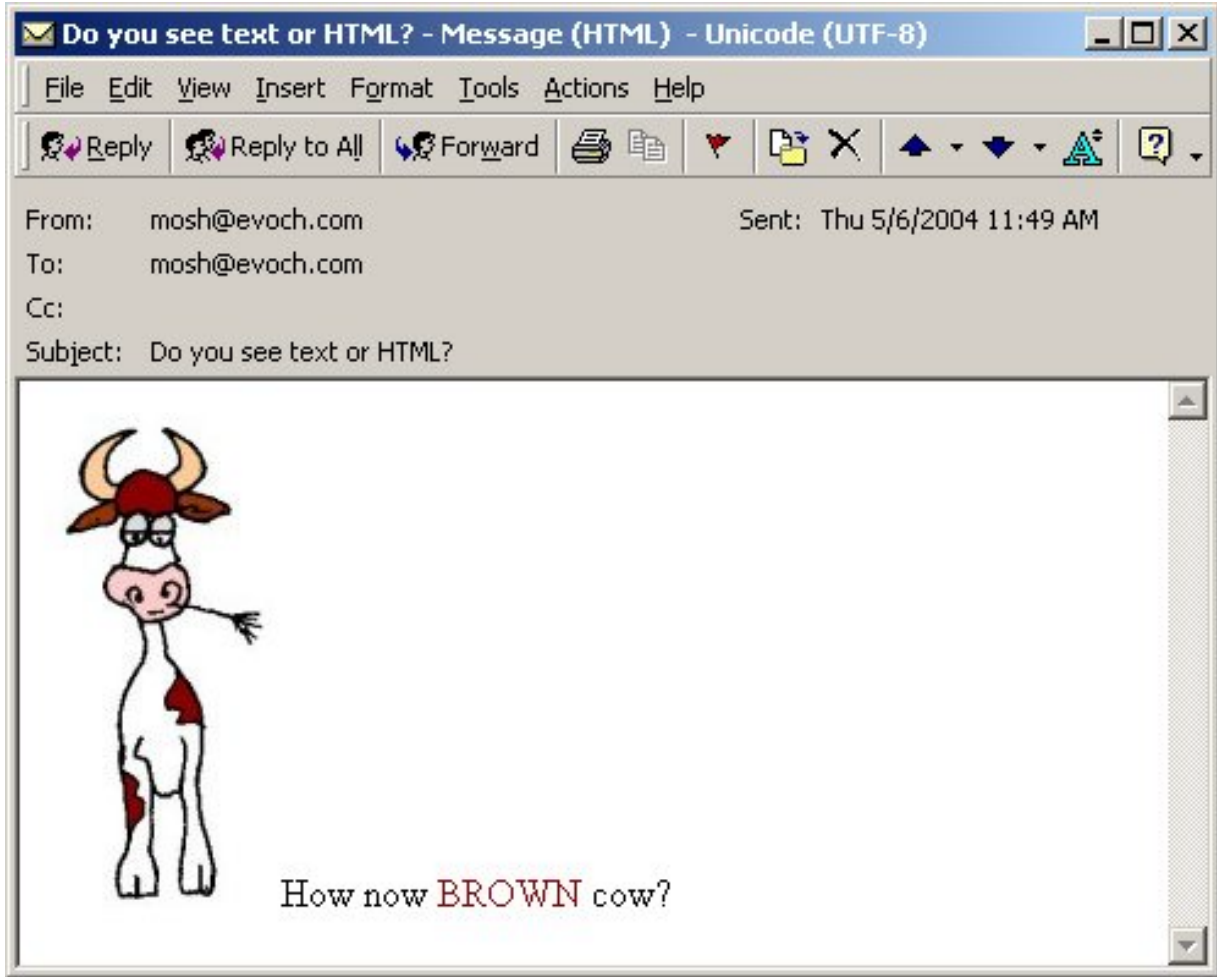 Do you see text or HTML? - Message (HTML)  - Unicode (UTF-8)
File Edit View Insert Format Tools Actions Help
Reply Reply to All Forward
From: mosh@evoch.com Sent: Thu 5/6/2004 11:49 AM
To: mosh@evoch.com
Cc:
Subject: Do you see text or HTML?
How now BROWN cow?